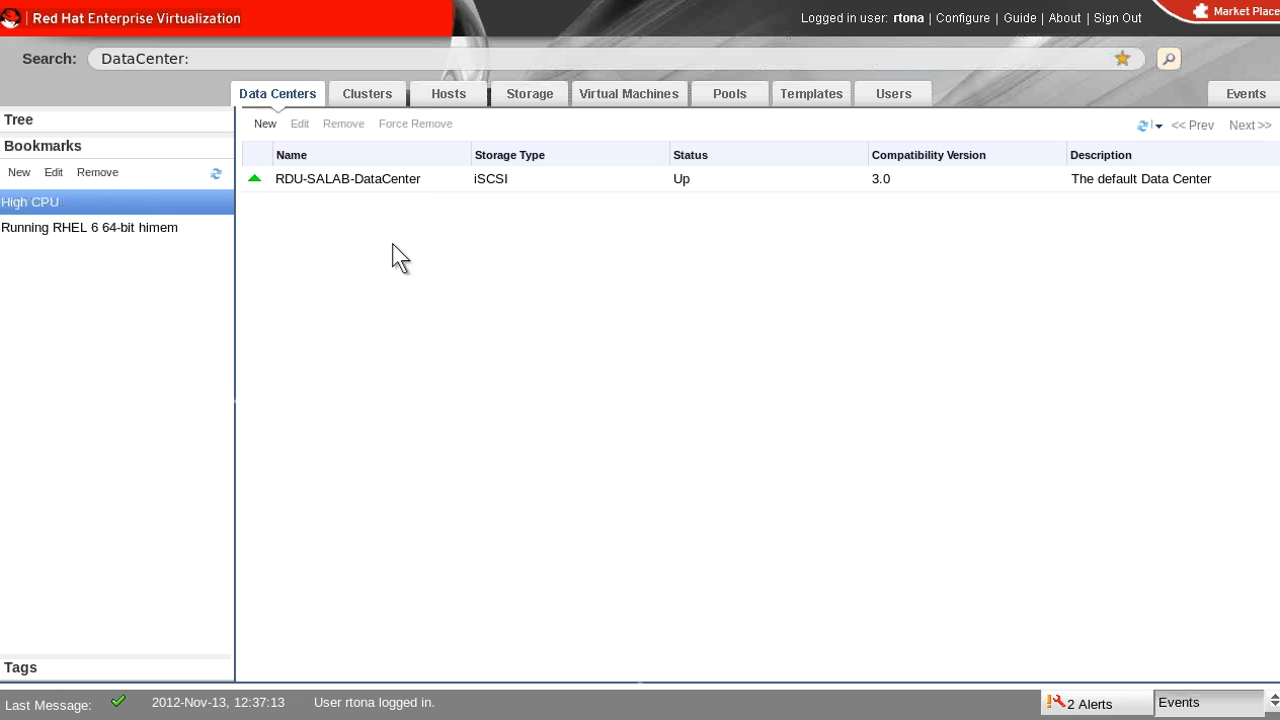 Red Hat Enterprise Virtualization
Logged in user: rtona | Configure | Guide | About | Sign Out
Market Place
Search: DataCenter:
Data Centers Clusters Hosts Storage Virtual Machines Pools Templates Users Events
Tree
New Edit Remove Force Remove << Prev Next >>
Bookmarks
New Edit Remove
Name Storage Type Status Compatibility Version Description
RDU-SALAB-DataCenter iSCSI Up 3.0 The default Data Center
High CPU
Running RHEL 6 64-bit himem
Tags
Last Message: 2012-Nov-13, 12:37:13 User rtona logged in. 2 Alerts Events